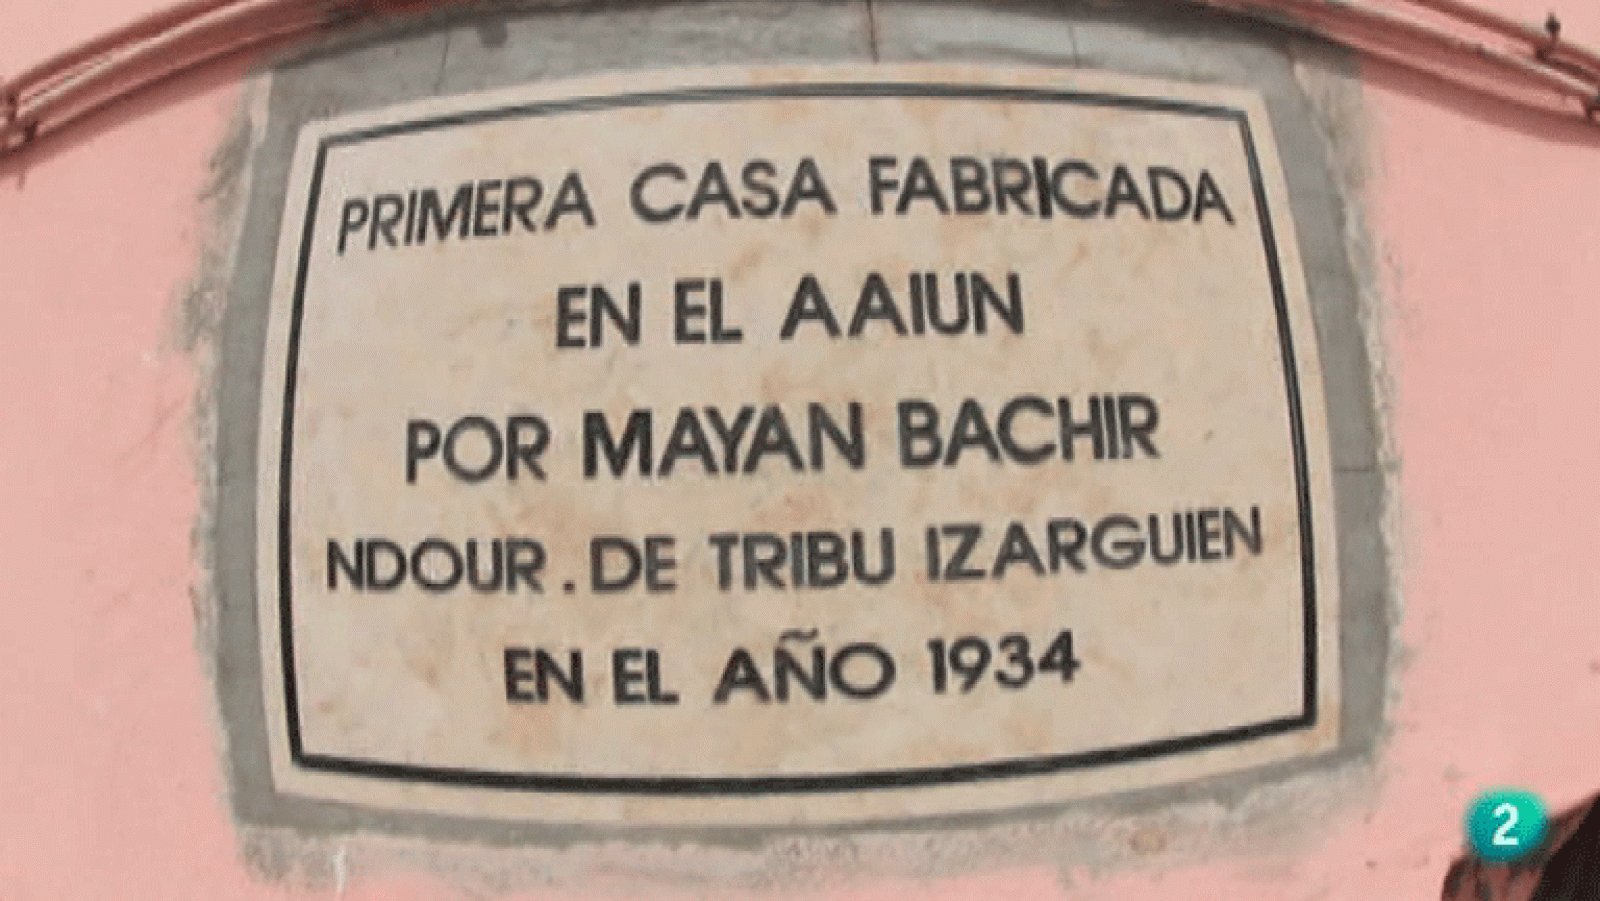 PRIMERA CASA FABRICADA
EN EL AAIUN
POR MAYAN BACHIR
NDOUR . DE TRIBU IZARGUIEN
EN EL AÑO 1934
2